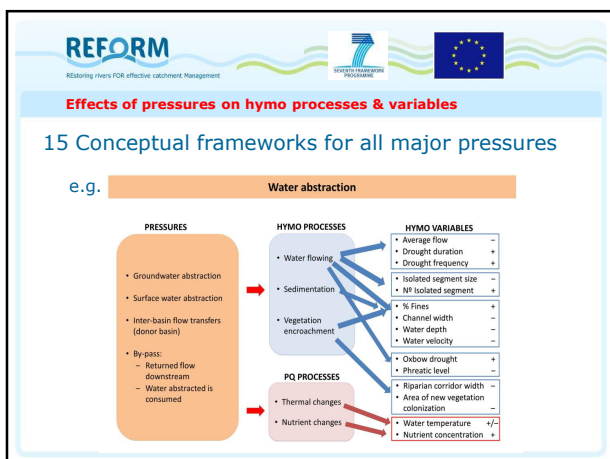 REFORM
REstoring rivers FOR effective catchment Management
7
SEVENTH FRAMEWORK
PROGRAMME
Effects of pressures on hymo processes & variables
15 Conceptual frameworks for all major pressures
e.g.
Water abstraction
PRESSURES
• Groundwater abstraction
• Surface water abstraction
• Inter-basin flow transfers
(donor basin)
• By-pass:
– Returned flow
downstream
– Water abstracted is
consumed
HYMO PROCESSES
• Water flowing
• Sedimentation
• Vegetation
encroachment
PQ PROCESSES
• Thermal changes
• Nutrient changes
HYMO VARIABLES
• Average flow –
• Drought duration +
• Drought frequency +
• Isolated segment size –
• Nº Isolated segment +
• % Fines +
• Channel width –
• Water depth –
• Water velocity –
• Oxbow drought +
• Phreatic level –
• Riparian corridor width –
• Area of new vegetation
colonization –
• Water temperature +/–
• Nutrient concentration +